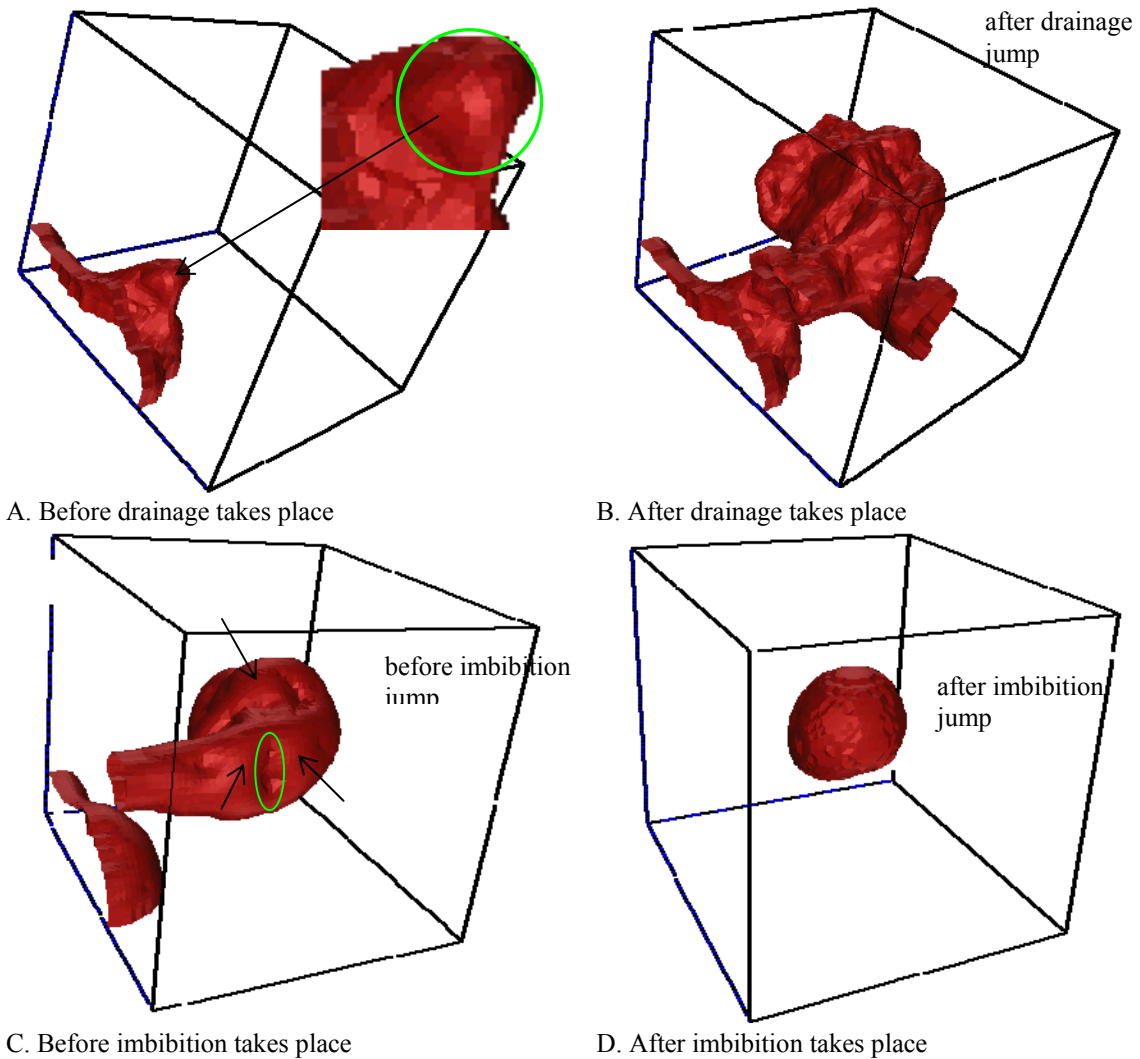 after drainage
jump
A. Before drainage takes place
B. After drainage takes place
before imbibition
jump
after imbibition
jump
C. Before imbibition takes place
D. After imbibition takes place